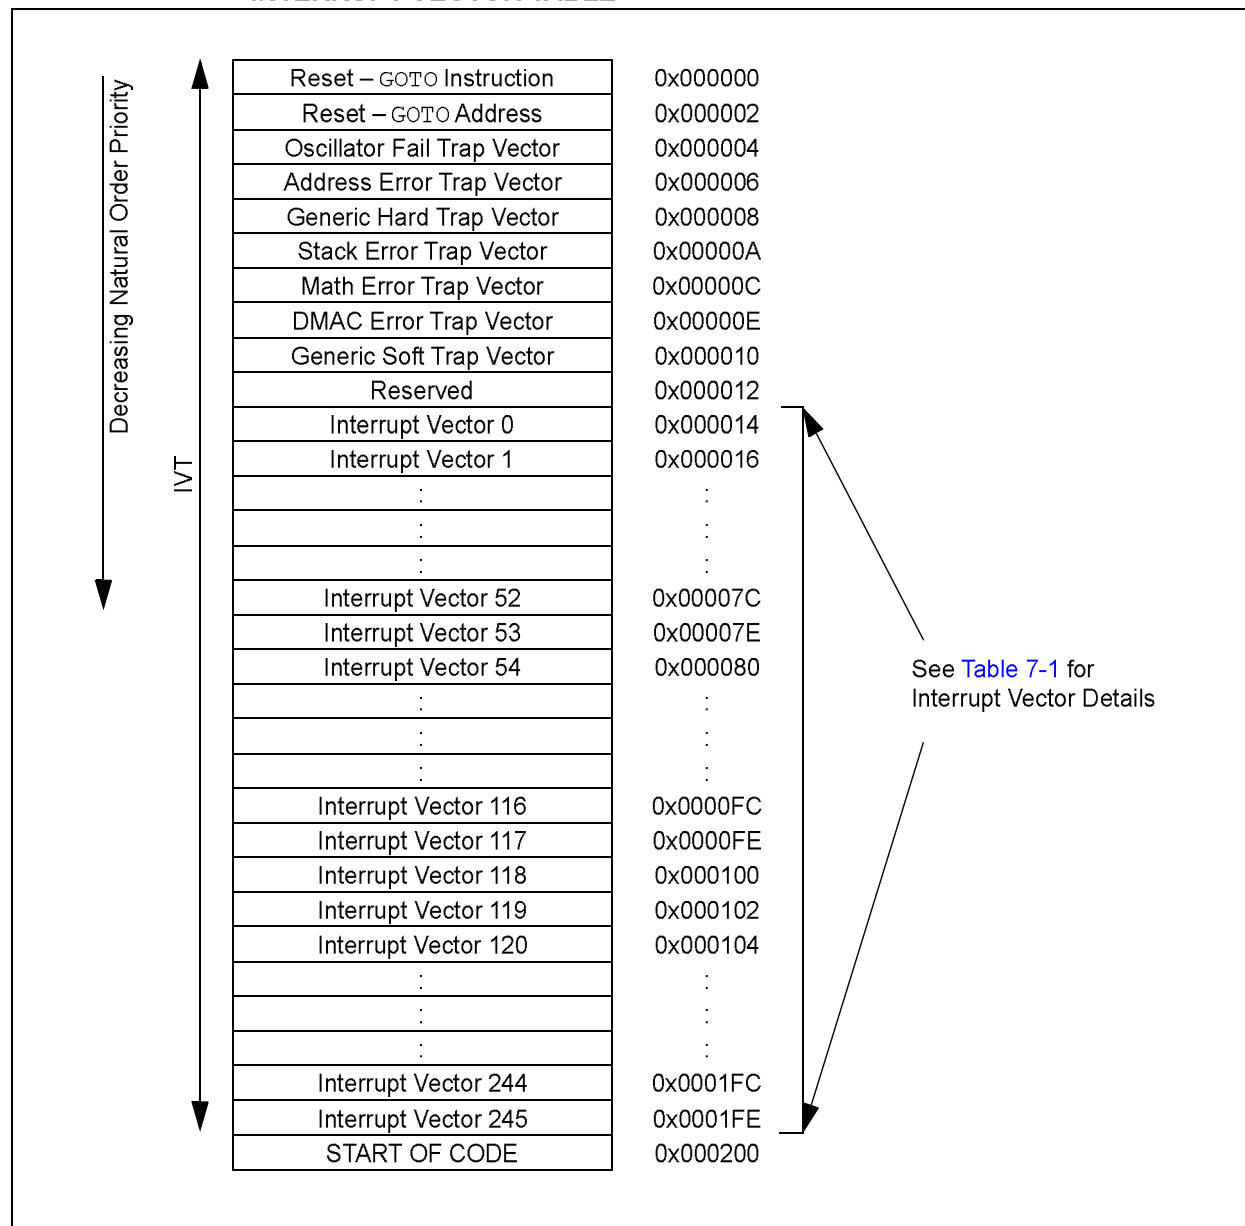 INTERRUPT VECTOR TABLE
Decreasing Natural Order Priority
IVT
Reset – GOTO Instruction 0x000000
Reset – GOTO Address 0x000002
Oscillator Fail Trap Vector 0x000004
Address Error Trap Vector 0x000006
Generic Hard Trap Vector 0x000008
Stack Error Trap Vector 0x00000A
Math Error Trap Vector 0x00000C
DMAC Error Trap Vector 0x00000E
Generic Soft Trap Vector 0x000010
Reserved 0x000012
Interrupt Vector 0 0x000014
Interrupt Vector 1 0x000016
: :
: :
: :
Interrupt Vector 52 0x00007C
Interrupt Vector 53 0x00007E
Interrupt Vector 54 0x000080
: :
: :
: :
Interrupt Vector 116 0x0000FC
Interrupt Vector 117 0x0000FE
Interrupt Vector 118 0x000100
Interrupt Vector 119 0x000102
Interrupt Vector 120 0x000104
: :
: :
: :
Interrupt Vector 244 0x0001FC
Interrupt Vector 245 0x0001FE
START OF CODE 0x000200
See Table 7-1 for
Interrupt Vector Details